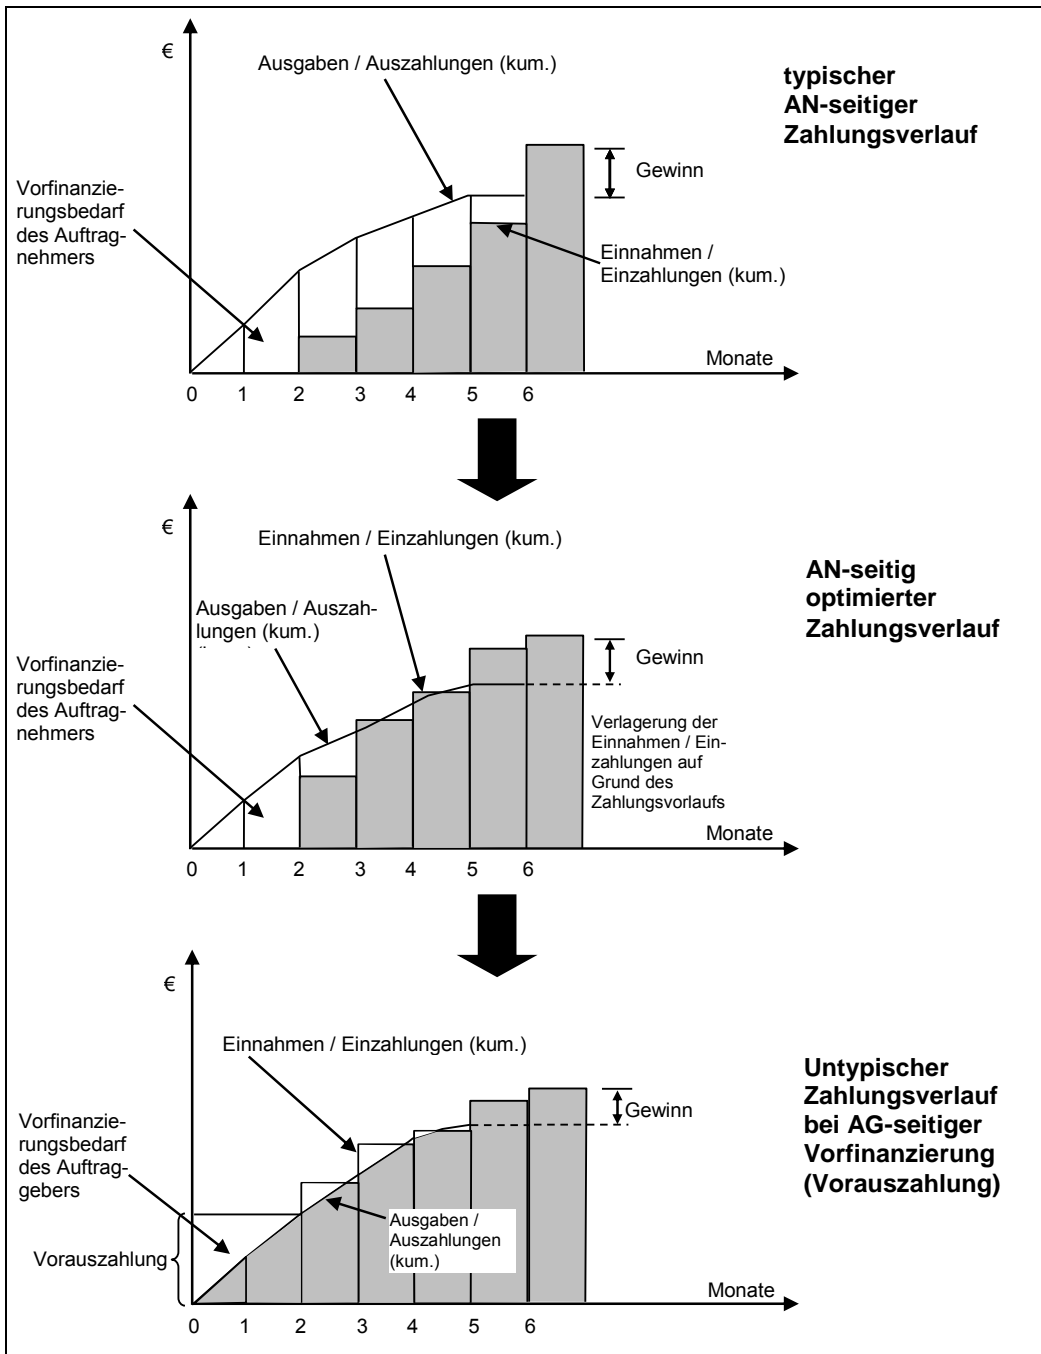 €
Ausgaben / Auszahlungen (kum.)
typischer
AN-seitiger
Zahlungsverlauf
Gewinn
Vorfinanzie-
rungsbedarf
des Auftrag-
nehmers
Einnahmen /
Einzahlungen (kum.)
Monate
0 1 2 3 4 5 6
€
Einnahmen / Einzahlungen (kum.)
AN-seitig
optimierter
Zahlungsverlauf
Ausgaben / Auszah-
lungen (kum.)
Vorfinanzie-
rungsbedarf
des Auftrag-
nehmers
Gewinn
Verlagerung der
Einnahmen / Ein-
zahlungen auf
Grund des
Zahlungsvorlaufs
Monate
0 1 2 3 4 5 6
€
Einnahmen / Einzahlungen (kum.)
Untypischer
Zahlungsverlauf
bei AG-seitiger
Vorfinanzierung
(Vorauszahlung)
Gewinn
Vorfinanzie-
rungsbedarf
des Auftrag-
gebers
Ausgaben /
Auszahlungen
(kum.)
Vorauszahlung
Monate
0 1 2 3 4 5 6